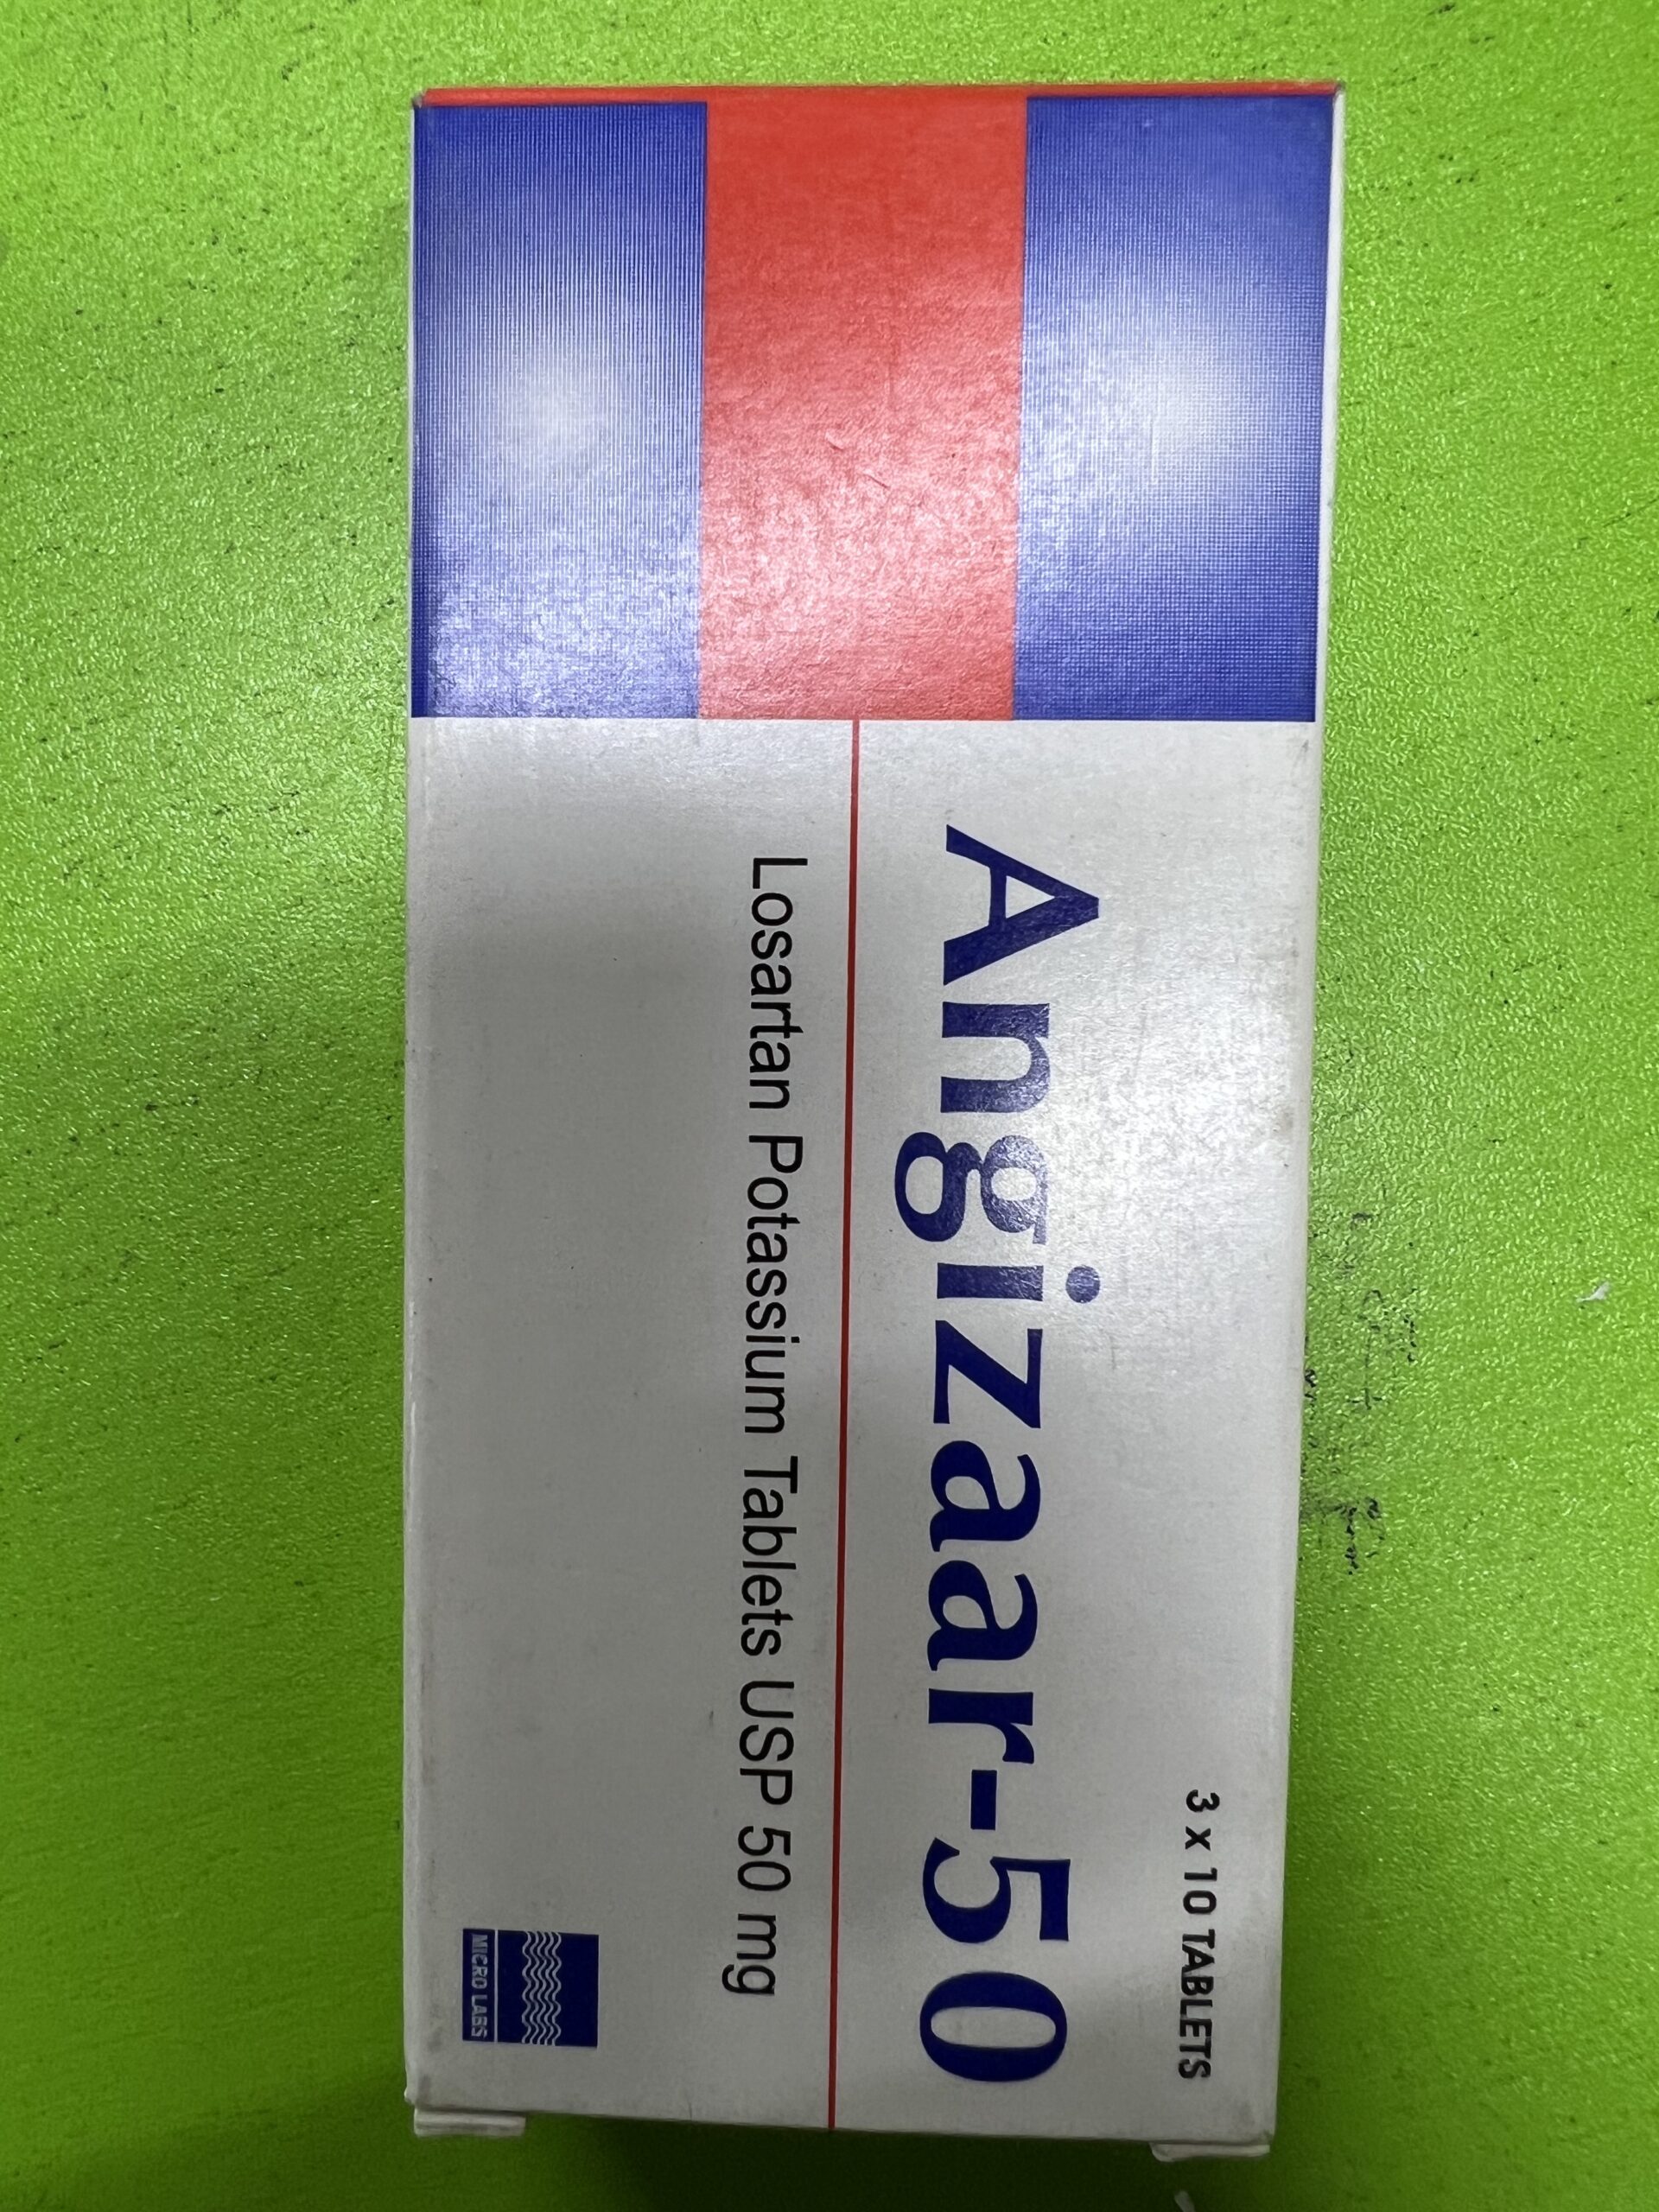 3 x 10 TABLETS
Angizaar-50
Losartan Potassium Tablets USP 50 mg
MICRO LABS